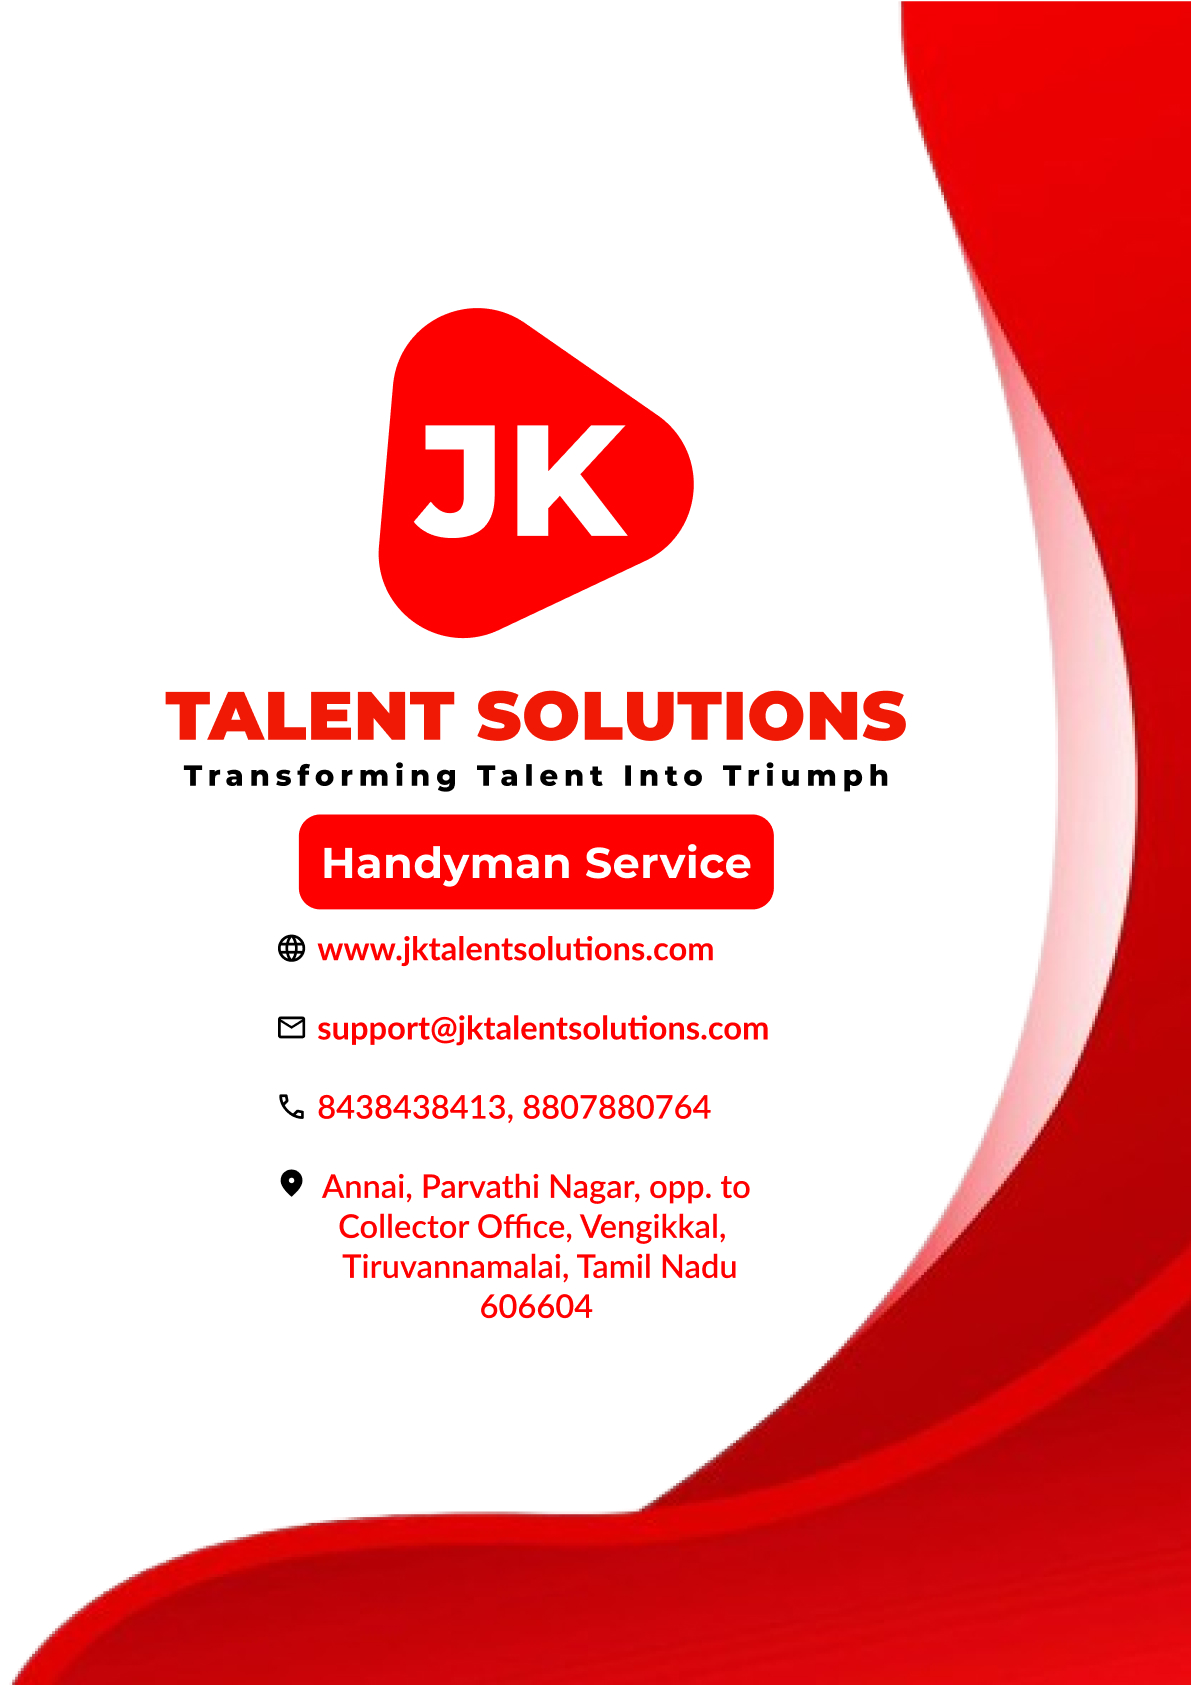 JK
TALENT SOLUTIONS
Transforming Talent Into Triumph
Handyman Service
www.jktalentsolutions.com
support@jktalentsolutions.com
8438438413, 8807880764
Annai, Parvathi Nagar, opp. to
Collector Office, Vengikkal,
Tiruvannamalai, Tamil Nadu
606604